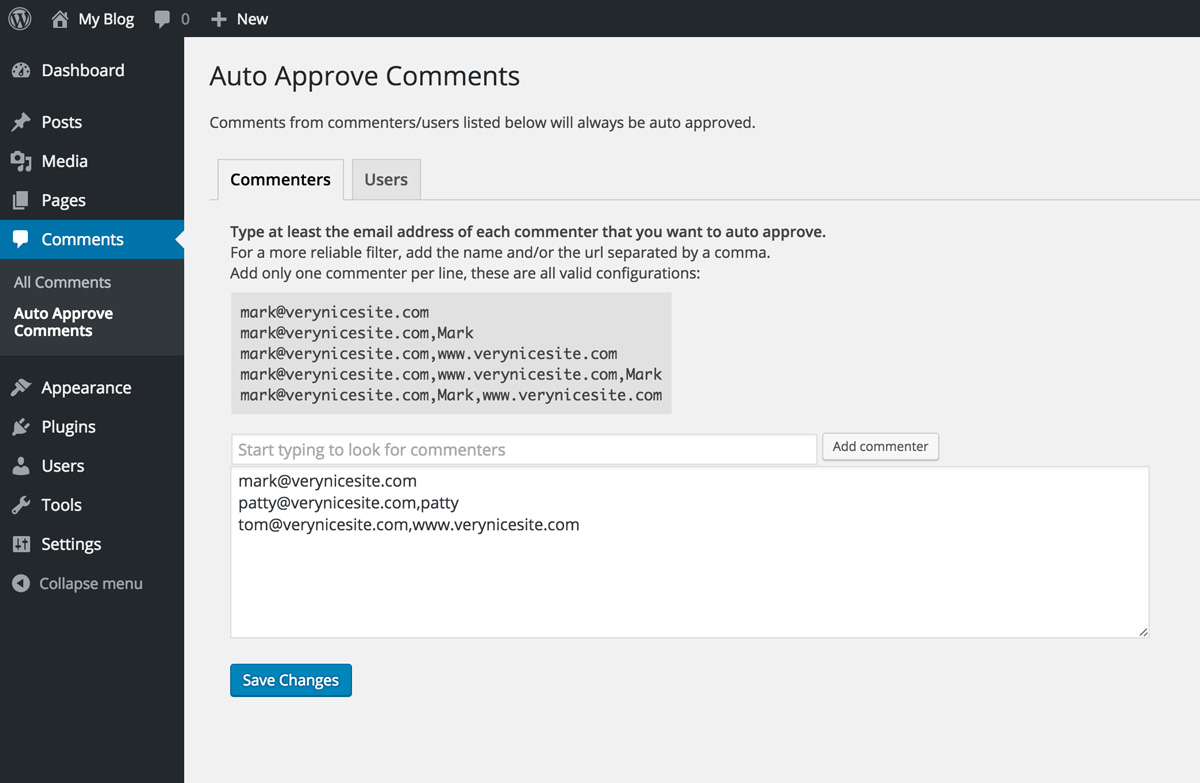 My Blog 0 New
Dashboard
Posts
Media
Pages
Comments
All Comments
Auto Approve
Comments
Appearance
Plugins
Users
Tools
Settings
Collapse menu
Auto Approve Comments
Comments from commenters/users listed below will always be auto approved.
Commenters Users
Type at least the email address of each commenter that you want to auto approve.
For a more reliable filter, add the name and/or the url separated by a comma.
Add only one commenter per line, these are all valid configurations:
mark@verynicesite.com
mark@verynicesite.com,Mark
mark@verynicesite.com,www.verynicesite.com
mark@verynicesite.com,www.verynicesite.com,Mark
mark@verynicesite.com,Mark,www.verynicesite.com
Start typing to look for commenters Add commenter
mark@verynicesite.com
patty@verynicesite.com,patty
tom@verynicesite.com,www.verynicesite.com
Save Changes